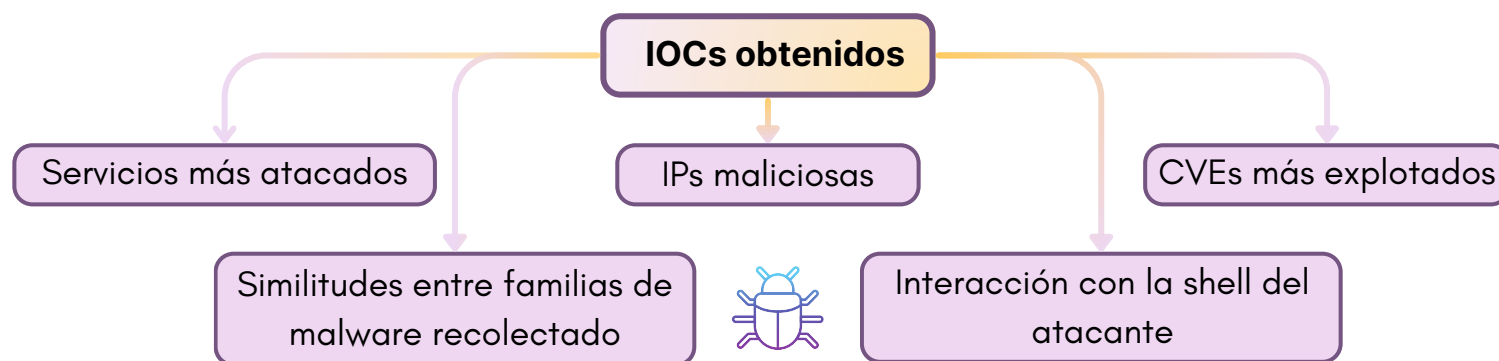 IOCs obtenidos
Servicios más atacados
IPs maliciosas
CVEs más explotados
Similitudes entre familias de
malware recolectado
Interacción con la shell del
atacante